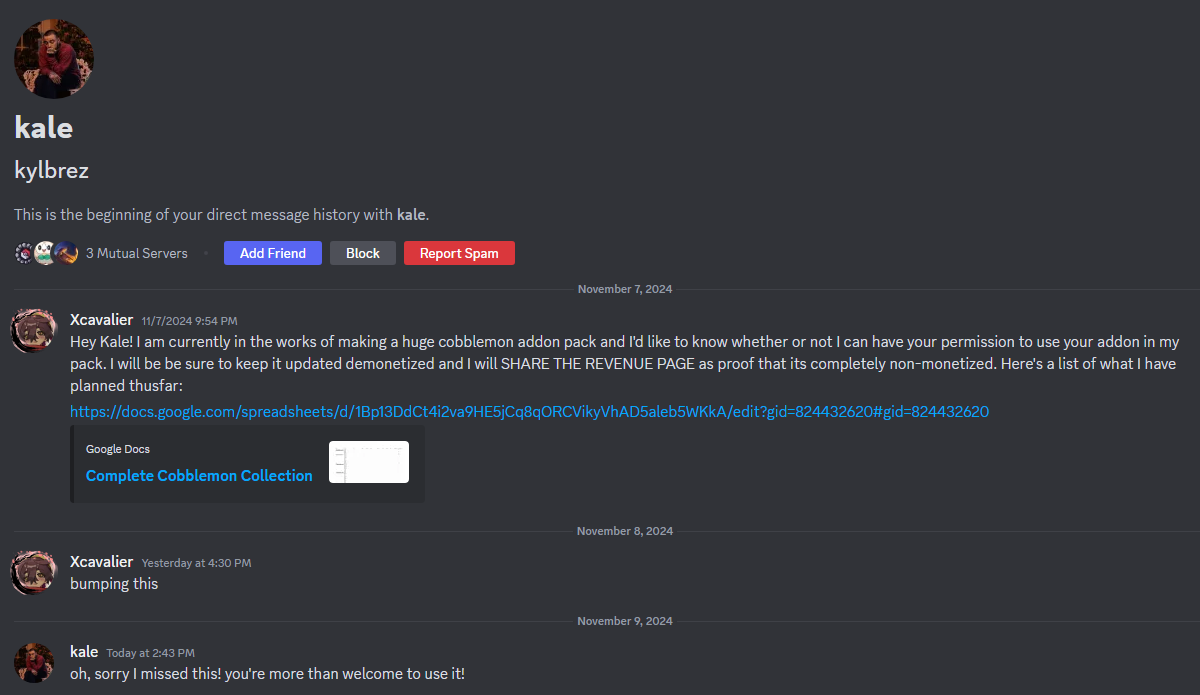 kale
kylbrez
This is the beginning of your direct message history with kale.
3 Mutual Servers
Add Friend
Block
Report Spam
November 7, 2024
Xcavalier 11/7/2024 9:54 PM
Hey Kale! I am currently in the works of making a huge cobblemon addon pack and I'd like to know whether or not I can have your permission to use your addon in my
pack. I will be be sure to keep it updated demonetized and I will SHARE THE REVENUE PAGE as proof that its completely non-monetized. Here's a list of what I have
planned thusfar:
https://docs.google.com/spreadsheets/d/1Bp13DdCt4i2va9HE5jCq8qORCVikyVhAD5aleb5WKkA/edit?gid=824432620#gid=824432620
Google Docs
Complete Cobblemon Collection
November 8, 2024
Xcavalier Yesterday at 4:30 PM
bumping this
November 9, 2024
kale Today at 2:43 PM
oh, sorry I missed this! you're more than welcome to use it!